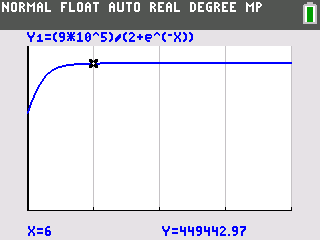 NORMAL FLOAT AUTO REAL DEGREE MP
Y1=(9*10^5)/(2+e^(-X))
X=6 Y=449442.97